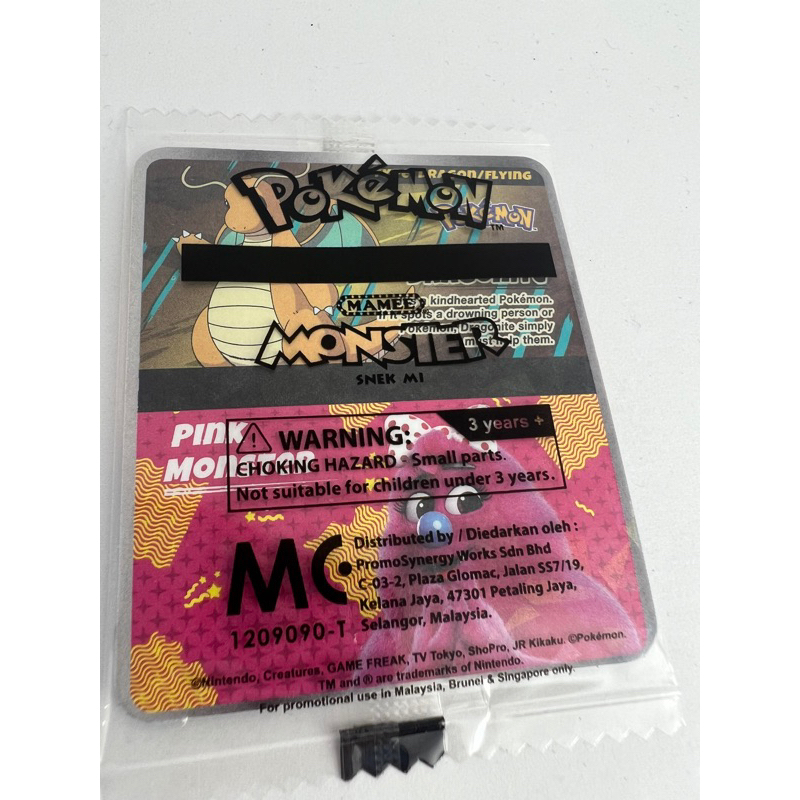 DRAGON/FLYING
POKéMON
TM
POKéMON
kindhearted Pokémon.
If it spots a drowning person or
Pokémon, Dragonite simply
must help them.
MAMEE
MONSTER
SNEK MI
3 years +
PINK
MONSTER
WARNING:
CHOKING HAZARD - Small parts.
Not suitable for children under 3 years.
MC
1209090-T
Distributed by / Diedarkan oleh :
PromoSynergy Works Sdn Bhd
C-03-2, Plaza Glomac, Jalan SS7/19,
Kelana Jaya, 47301 Petaling Jaya,
Selangor, Malaysia.
©Nintendo, Creatures, GAME FREAK, TV Tokyo, ShoPro, JR Kikaku. ©Pokémon.
TM and ® are trademarks of Nintendo.
For promotional use in Malaysia, Brunei & Singapore only.